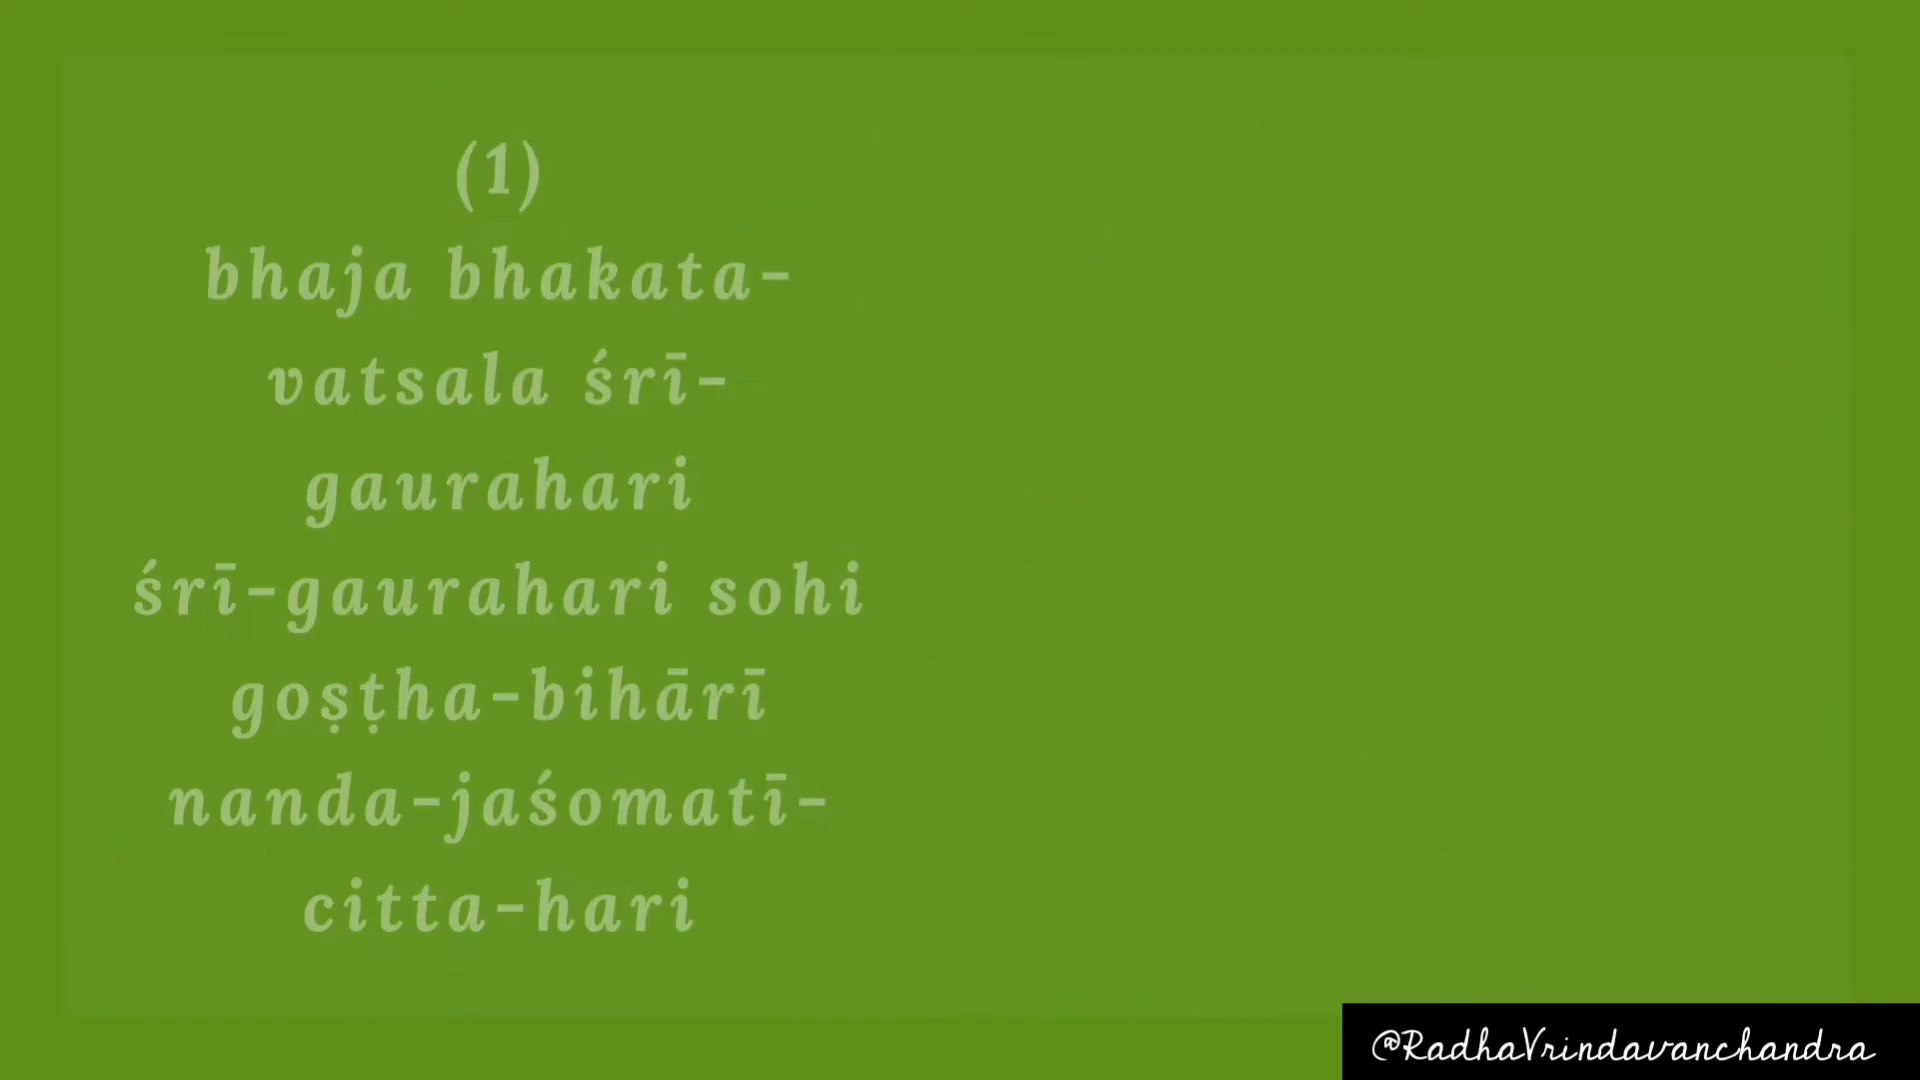 (1)
bhaja bhakata-
vatsala śrī-
gaurahari
śrī-gaurahari sohi
goṣṭha-bihārī
nanda-jaśomatī-
citta-hari
@RadhaVrindavanchandra